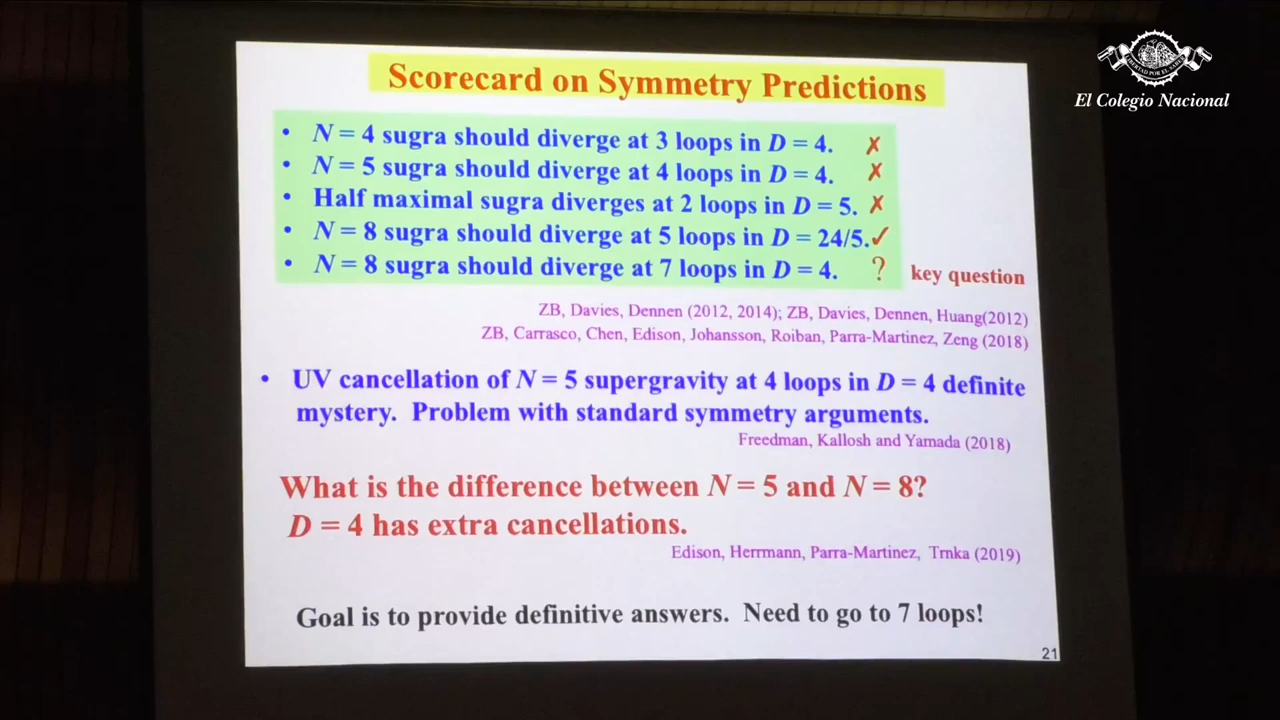 Scorecard on Symmetry Predictions
• N = 4 sugra should diverge at 3 loops in D = 4. ✗
• N = 5 sugra should diverge at 4 loops in D = 4. ✗
• Half maximal sugra diverges at 2 loops in D = 5. ✗
• N = 8 sugra should diverge at 5 loops in D = 24/5. ✓
• N = 8 sugra should diverge at 7 loops in D = 4. ? key question
ZB, Davies, Dennen (2012, 2014); ZB, Davies, Dennen, Huang(2012)
ZB, Carrasco, Chen, Edison, Johansson, Roiban, Parra-Martinez, Zeng (2018)
• UV cancellation of N = 5 supergravity at 4 loops in D = 4 definite
mystery. Problem with standard symmetry arguments.
Freedman, Kallosh and Yamada (2018)
What is the difference between N = 5 and N = 8?
D = 4 has extra cancellations.
Edison, Herrmann, Parra-Martinez, Trnka (2019)
Goal is to provide definitive answers. Need to go to 7 loops!
21
El Colegio Nacional